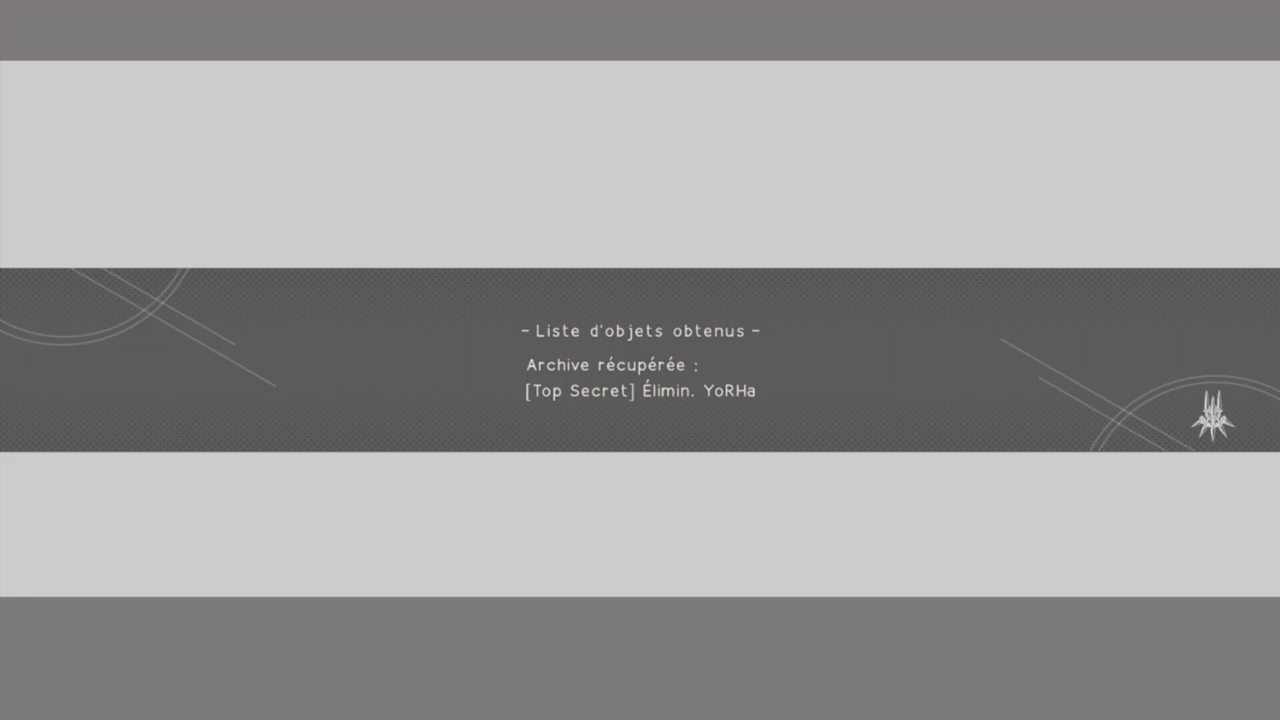 - Liste d'objets obtenus -
Archive récupérée :
[Top Secret] Élimin. YoRHa